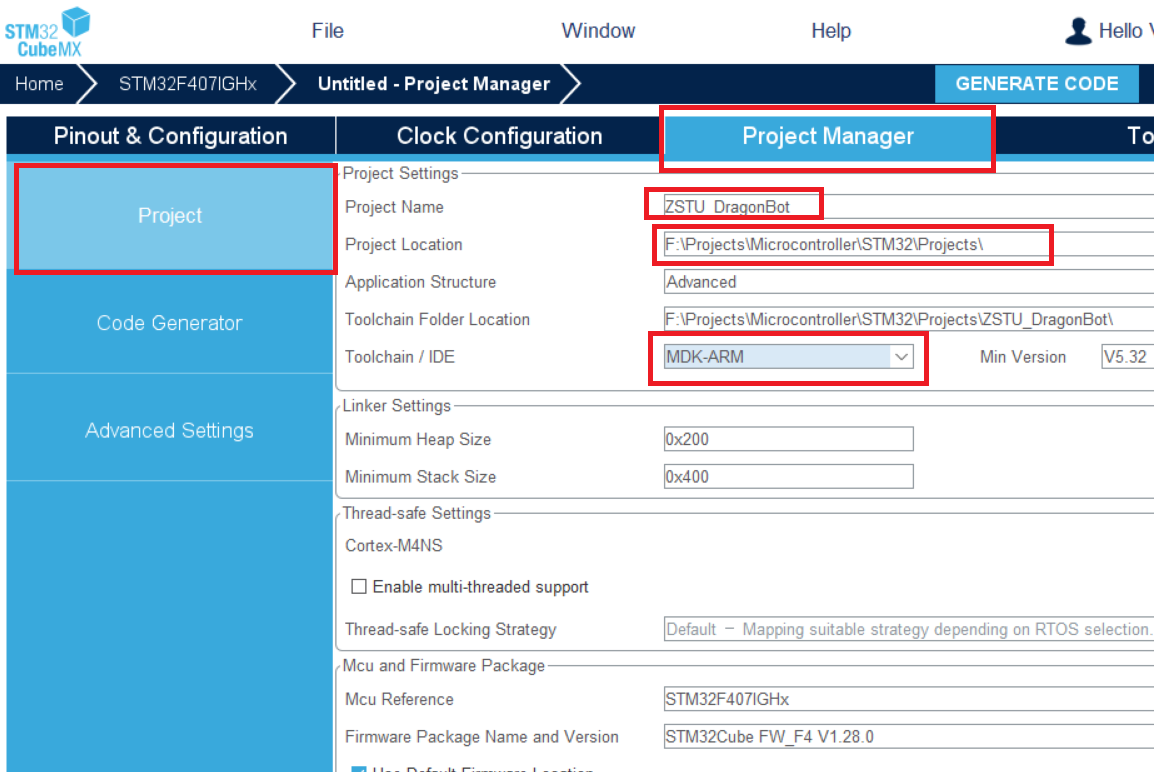 STM32
CubeMX
File
Window
Help
Hello
Home
STM32F407IGHx
Untitled - Project Manager
GENERATE CODE
Pinout & Configuration
Clock Configuration
Project Manager
To
Project
Code Generator
Advanced Settings
Project Settings
Project Name
ZSTU_DragonBot
Project Location
F:\Projects\Microcontroller\STM32\Projects\
Application Structure
Advanced
Toolchain Folder Location
F:\Projects\Microcontroller\STM32\Projects\ZSTU_DragonBot\
Toolchain / IDE
MDK-ARM
Min Version
V5.32
Linker Settings
Minimum Heap Size
0x200
Minimum Stack Size
0x400
Thread-safe Settings
Cortex-M4NS
Enable multi-threaded support
Thread-safe Locking Strategy
Default – Mapping suitable strategy depending on RTOS selection.
Mcu and Firmware Package
Mcu Reference
STM32F407IGHx
Firmware Package Name and Version
STM32Cube FW_F4 V1.28.0
Use Default Firmware Location